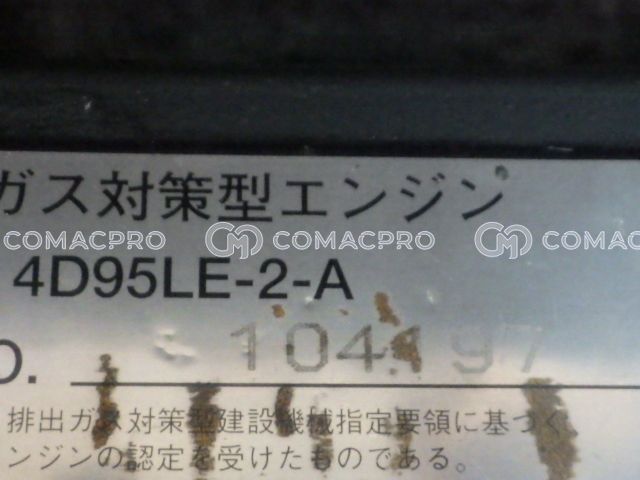 ガス対策型エンジン
COMACPRO COMACPRO COMACPRO
4D95LE-2-A
O. 104197
排出ガス対策型建設機械指定要領に基づく
ンジンの認定を受けたものである。